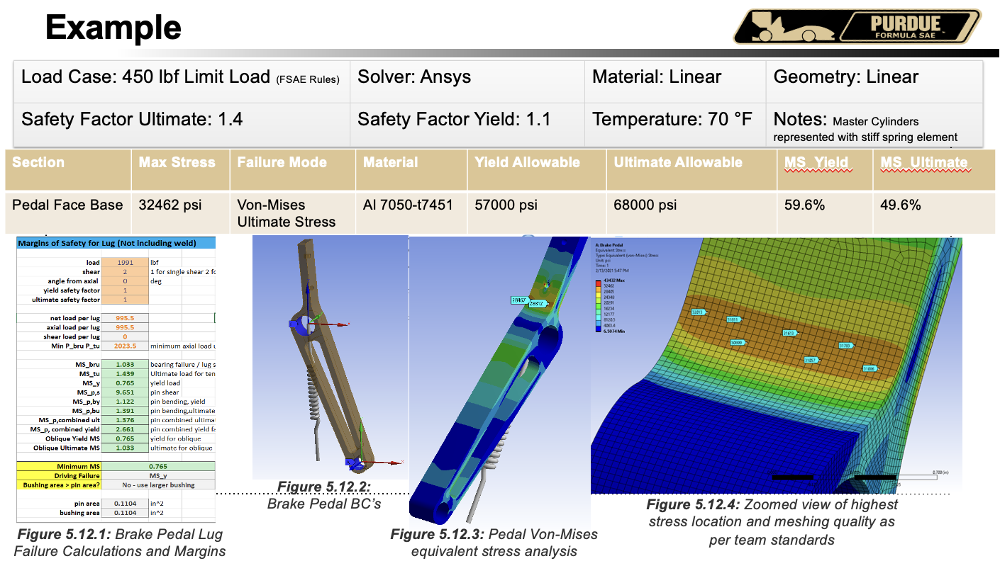 Example
PURDUE
FORMULA SAE
Load Case: 450 lbf Limit Load (FSAE Rules)
Solver: Ansys
Material: Linear
Geometry: Linear
Safety Factor Ultimate: 1.4
Safety Factor Yield: 1.1
Temperature: 70 °F
Notes: Master Cylinders
represented with stiff spring element
Section
Max Stress
Failure Mode
Material
Yield Allowable
Ultimate Allowable
MS Yield
MS Ultimate
Pedal Face Base
32462 psi
Von-Mises
Ultimate Stress
Al 7050-t7451
57000 psi
68000 psi
59.6%
49.6%
Margins of Safety for Lug (Not including weld)
load 1991 lbf
shear 2 1 for single shear 2 fo
angle from axial 0 deg
yield safety factor 1
ultimate safety factor 1
net load per lug 995.5
axial load per lug 995.5
shear load per lug 0
Min P_bru P_tu 2023.5 minimum axial load u
MS_bru 1.033 bearing failure / lug s
MS_tu 1.439 Ultimate load for ten
MS_y 0.765 yield load
MS_p,s 9.651 pin shear
MS_p,by 1.122 pin bending, yield
MS_p,bu 1.391 pin bending,ultimate
MS_p,combined ult 1.376 pin combined ultimat
MS_p, combined yield 2.661 pin combined yield fa
Oblique Yield MS 0.765 yield for oblique
Oblique Ultimate MS 1.033 ultimate for oblique
Minimum MS 0.765
Driving Failure MS_y
Bushing area > pin area? No - use larger bushing
pin area 0.1104 in^2
bushing area 0.1104 in^2
Figure 5.12.1: Brake Pedal Lug
Failure Calculations and Margins
Figure 5.12.2:
Brake Pedal BC's
28467
28812
Figure 5.12.3: Pedal Von-Mises
equivalent stress analysis
A: Brake Pedal
Equivalent Stress
Type: Equivalent (von-Mises) Stress
Unit: psi
Time: 1
2/13/2021 5:47 PM
43432 Max
32462
28405
24348
20291
16234
12177
8120.3
4063.4
6.5074 Min
32013
31811
31613
31783
31057
0.700 (in)
Figure 5.12.4: Zoomed view of highest
stress location and meshing quality as
per team standards